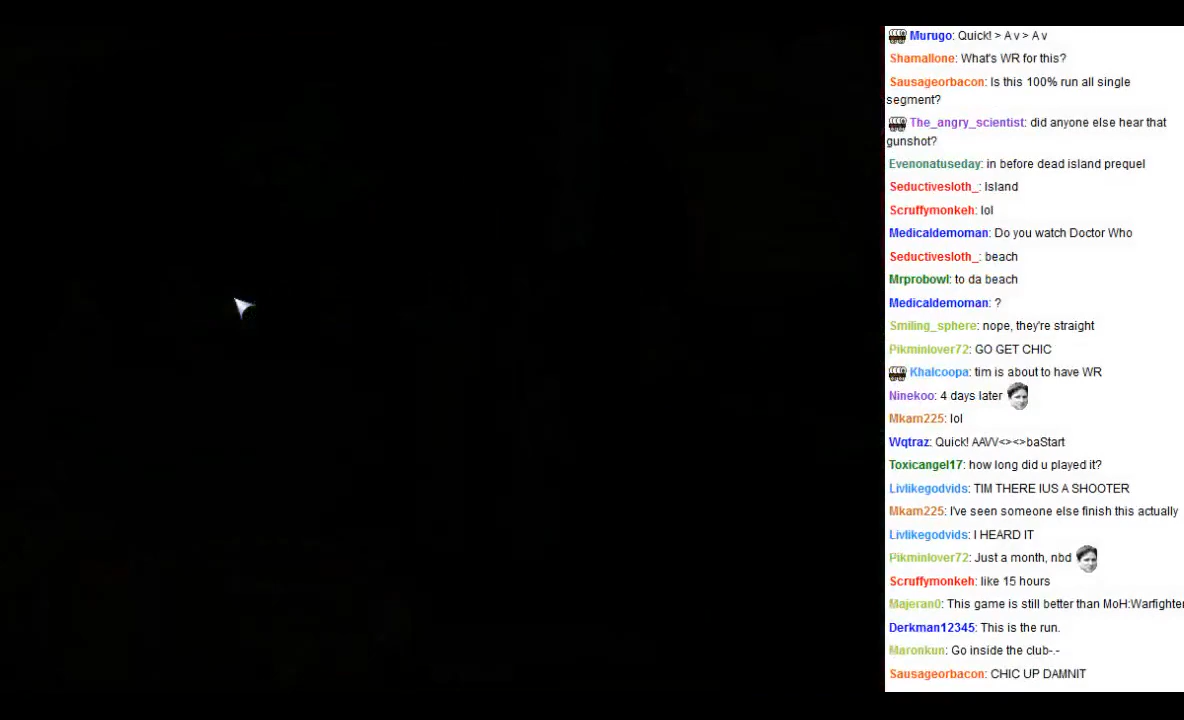 Murugo: Quick! > A v > A v
Shamallone: What's WR for this?
Sausageorbacon: Is this 100% run all single
segment?
The_angry_scientist: did anyone else hear that
gunshot?
Evenonatuseday: in before dead island prequel
Seductivesloth_: Island
Scruffymonkeh: lol
Medicaldemoman: Do you watch Doctor Who
Seductivesloth_: beach
Mrprobowl: to da beach
Medicaldemoman: ?
Smiling_sphere: nope, they're straight
Pikminlover72: GO GET CHIC
Khalcoopa: tim is about to have WR
Ninekoo: 4 days later
Mkam225: lol
Wqtraz: Quick! AAVV<><>baStart
Toxicangel17: how long did u played it?
Livlikegodvids: TIM THERE IUS A SHOOTER
Mkam225: I've seen someone else finish this actually
Livlikegodvids: I HEARD IT
Pikminlover72: Just a month, nbd
Scruffymonkeh: like 15 hours
Majeran0: This game is still better than MoH:Warfighter
Derkman12345: This is the run.
Maronkun: Go inside the club-.-
Sausageorbacon: CHIC UP DAMNIT